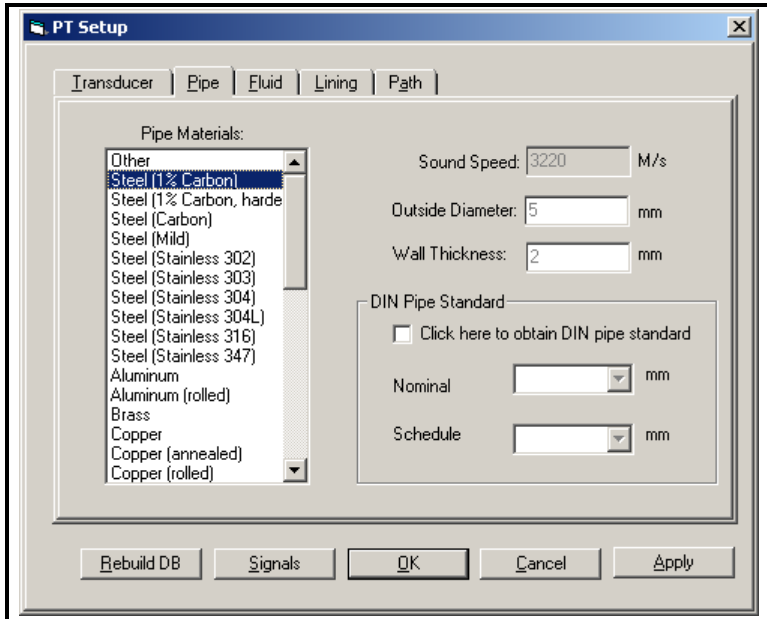 PT Setup
Transducer Pipe Fluid Lining Path
Pipe Materials:
Other
Steel (1% Carbon)
Steel (1% Carbon, harde
Steel (Carbon)
Steel (Mild)
Steel (Stainless 302)
Steel (Stainless 303)
Steel (Stainless 304)
Steel (Stainless 304L)
Steel (Stainless 316)
Steel (Stainless 347)
Aluminum
Aluminum (rolled)
Brass
Copper
Copper (annealed)
Copper (rolled)
Sound Speed: 3220 M/s
Outside Diameter: 5 mm
Wall Thickness: 2 mm
DIN Pipe Standard
Click here to obtain DIN pipe standard
Nominal mm
Schedule mm
Rebuild DB Signals OK Cancel Apply